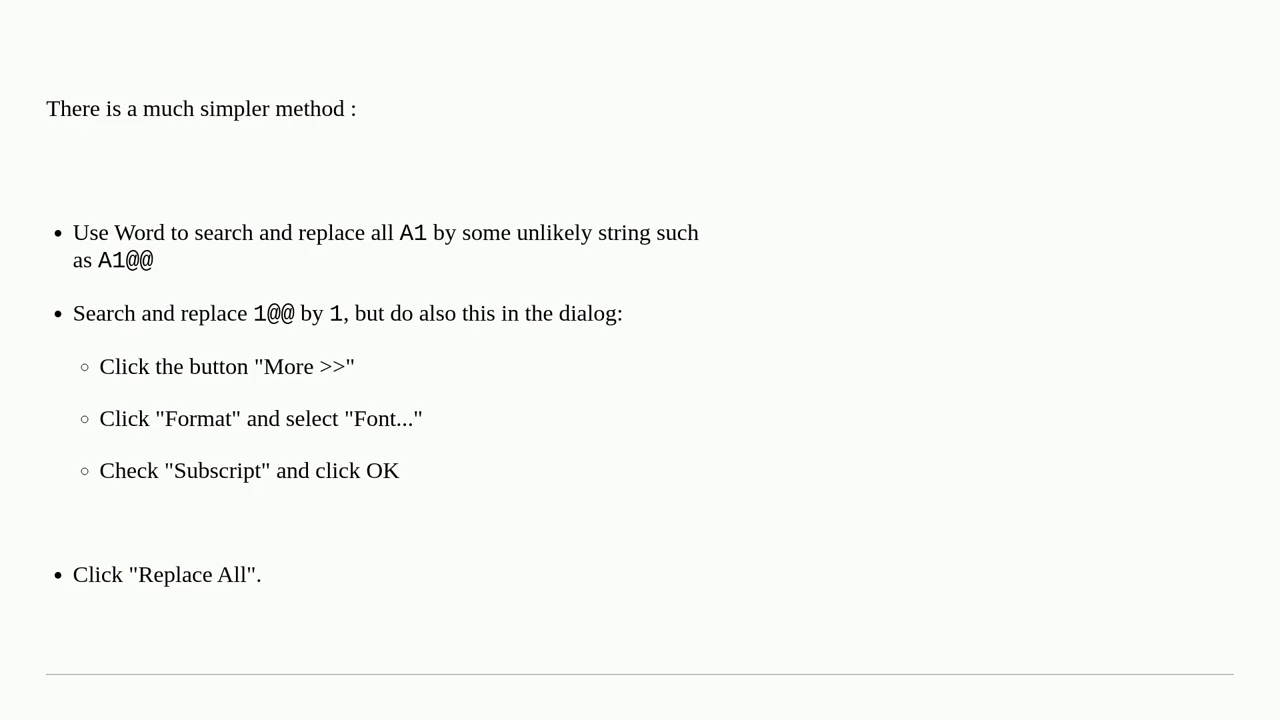 There is a much simpler method :
Use Word to search and replace all A1 by some unlikely string such
as A1@@
Search and replace 1@@ by 1, but do also this in the dialog:
Click the button "More >>"
Click "Format" and select "Font..."
Check "Subscript" and click OK
Click "Replace All".